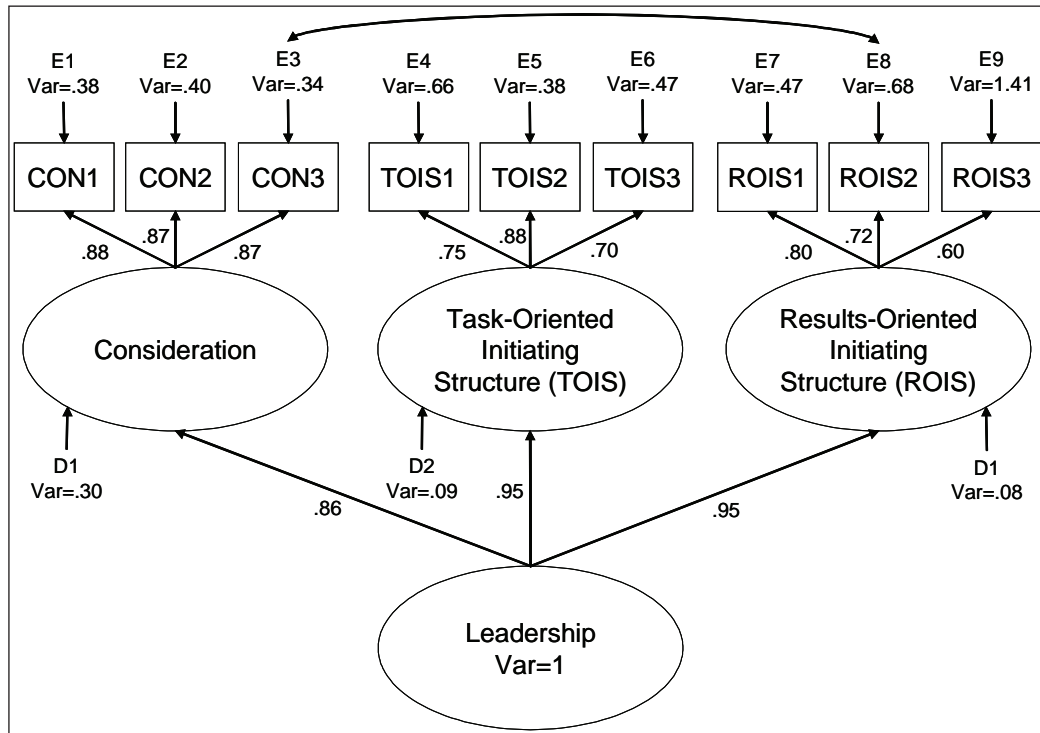 E1
Var=.38
E2
Var=.40
E3
Var=.34
E4
Var=.66
E5
Var=.38
E6
Var=.47
E7
Var=.47
E8
Var=.68
E9
Var=1.41
CON1
CON2
CON3
TOIS1
TOIS2
TOIS3
ROIS1
ROIS2
ROIS3
.88
.87
.87
.75
.88
.70
.80
.72
.60
Consideration
Task-Oriented
Initiating
Structure (TOIS)
Results-Oriented
Initiating
Structure (ROIS)
D1
Var=.30
D2
Var=.09
D1
Var=.08
.86
.95
.95
Leadership
Var=1